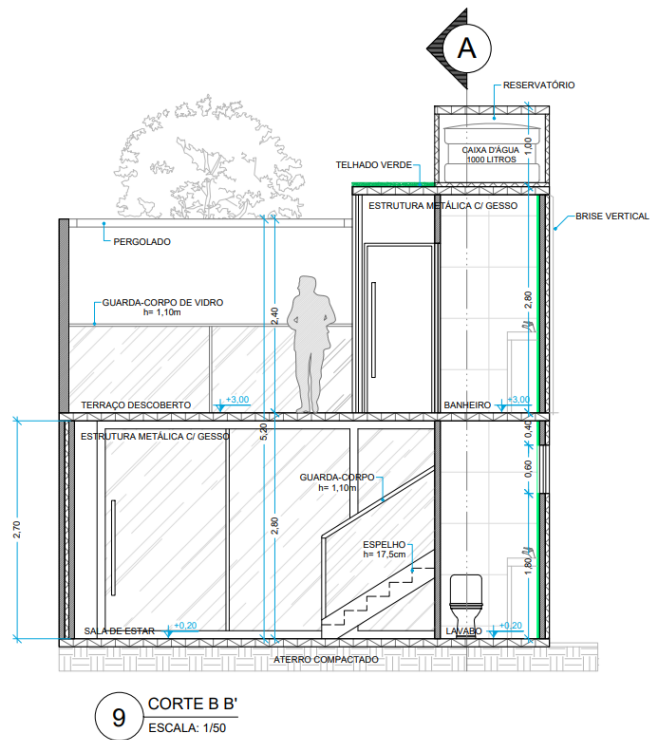 A
RESERVATÓRIO
CAIXA D'ÁGUA
1000 LITROS
1,00
TELHADO VERDE
ESTRUTURA METÁLICA C/ GESSO
BRISE VERTICAL
PERGOLADO
GUARDA-CORPO DE VIDRO
h= 1,10m
2,40
2,80
TERRAÇO DESCOBERTO
+3,00
BANHEIRO
+3,00
ESTRUTURA METÁLICA C/ GESSO
5,20
0,40
GUARDA-CORPO
h= 1,10m
0,60
2,70
2,80
ESPELHO
h= 17,5cm
1,80
SALA DE ESTAR
+0,20
LAVABO
+0,20
ATERRO COMPACTADO
9
CORTE B B'
ESCALA: 1/50